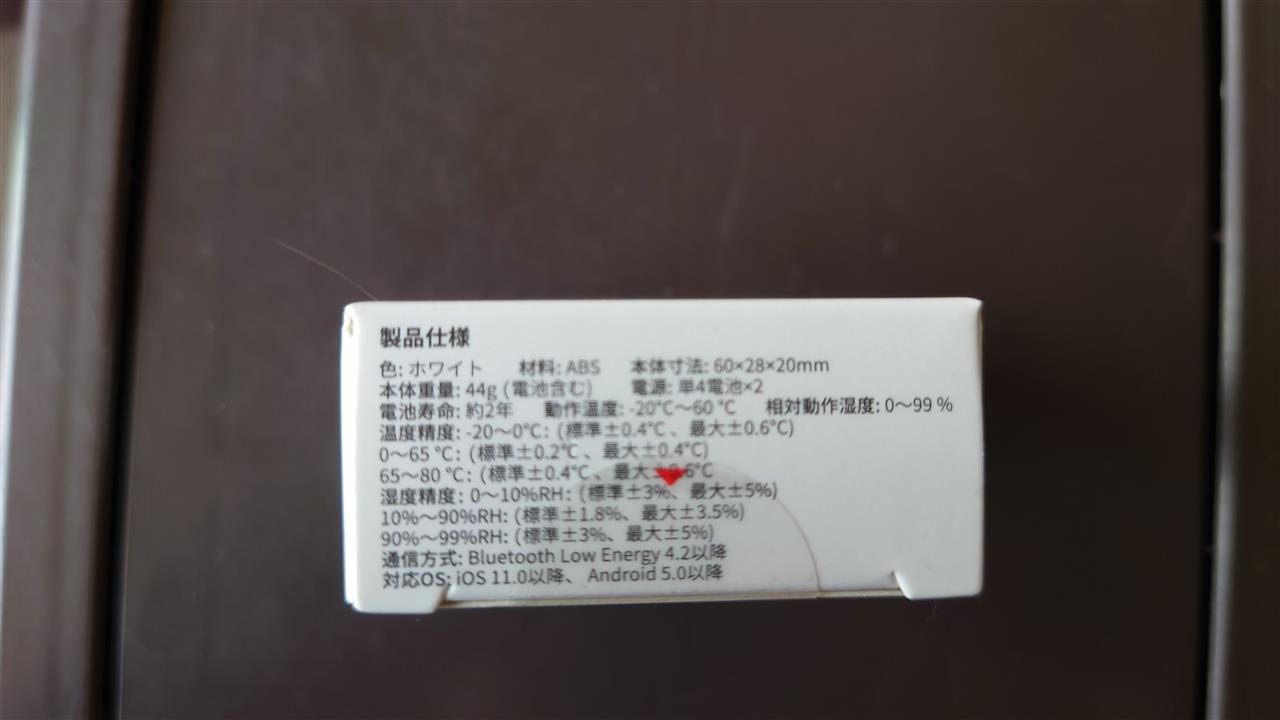 製品仕様
色: ホワイト 材料: ABS 本体寸法: 60×28×20mm
本体重量: 44g (電池含む) 電源: 単4電池×2
電池寿命: 約2年 動作温度: -20℃～60 ℃ 相対動作湿度: 0～99 %
温度精度: -20～0℃: (標準±0.4℃、最大±0.6℃)
0～65 ℃: (標準±0.2℃、最大±0.4℃)
65～80 ℃: (標準±0.4℃、最大±0.6℃
湿度精度: 0～10%RH: (標準±3%、最大±5%)
10%～90%RH: (標準±1.8%、最大±3.5%)
90%～99%RH: (標準±3%、最大±5%)
通信方式: Bluetooth Low Energy 4.2以降
対応OS: iOS 11.0以降、 Android 5.0以降